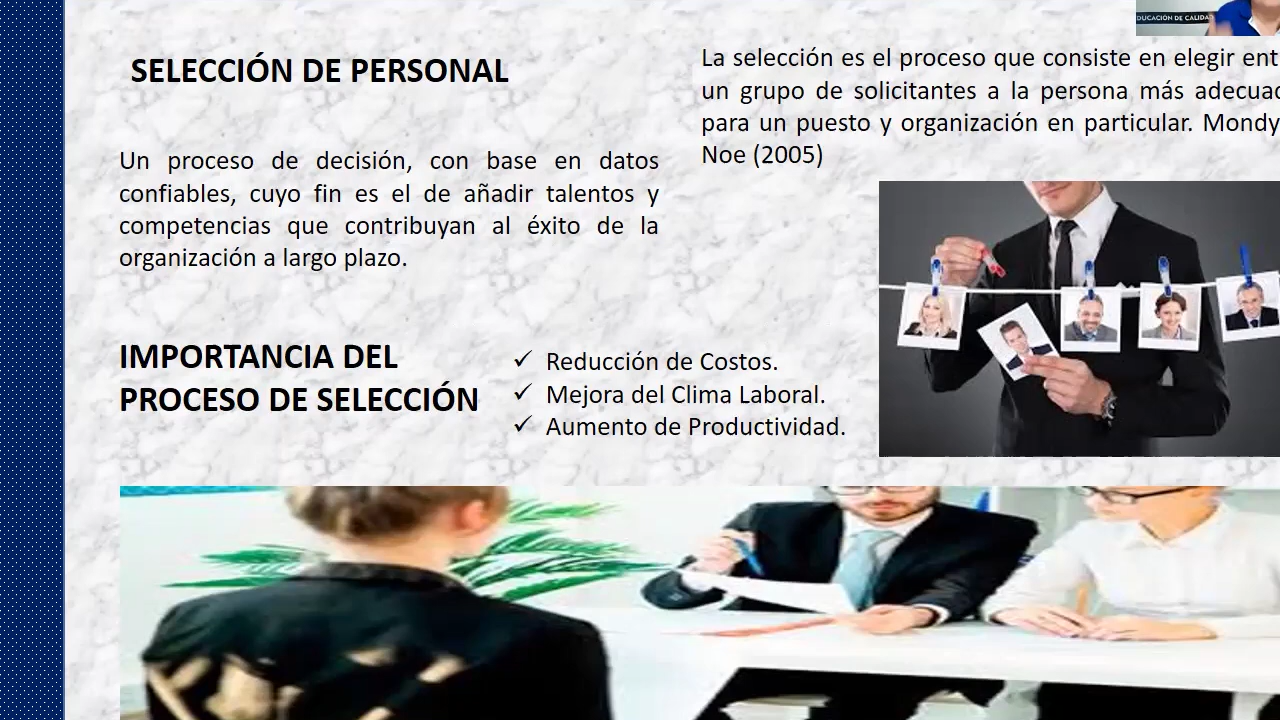 DUCACIÓN DE CALIDAD
SELECCIÓN DE PERSONAL
La selección es el proceso que consiste en elegir ent
un grupo de solicitantes a la persona más adecuad
para un puesto y organización en particular. Mondy
Noe (2005)
Un proceso de decisión, con base en datos
confiables, cuyo fin es el de añadir talentos y
competencias que contribuyan al éxito de la
organización a largo plazo.
IMPORTANCIA DEL
PROCESO DE SELECCIÓN
✓ Reducción de Costos.
✓ Mejora del Clima Laboral.
✓ Aumento de Productividad.